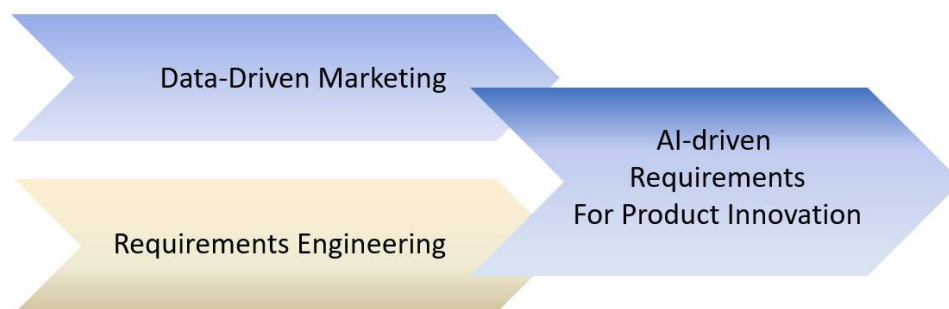 Data-Driven Marketing
Requirements Engineering
AI-driven
Requirements
For Product Innovation